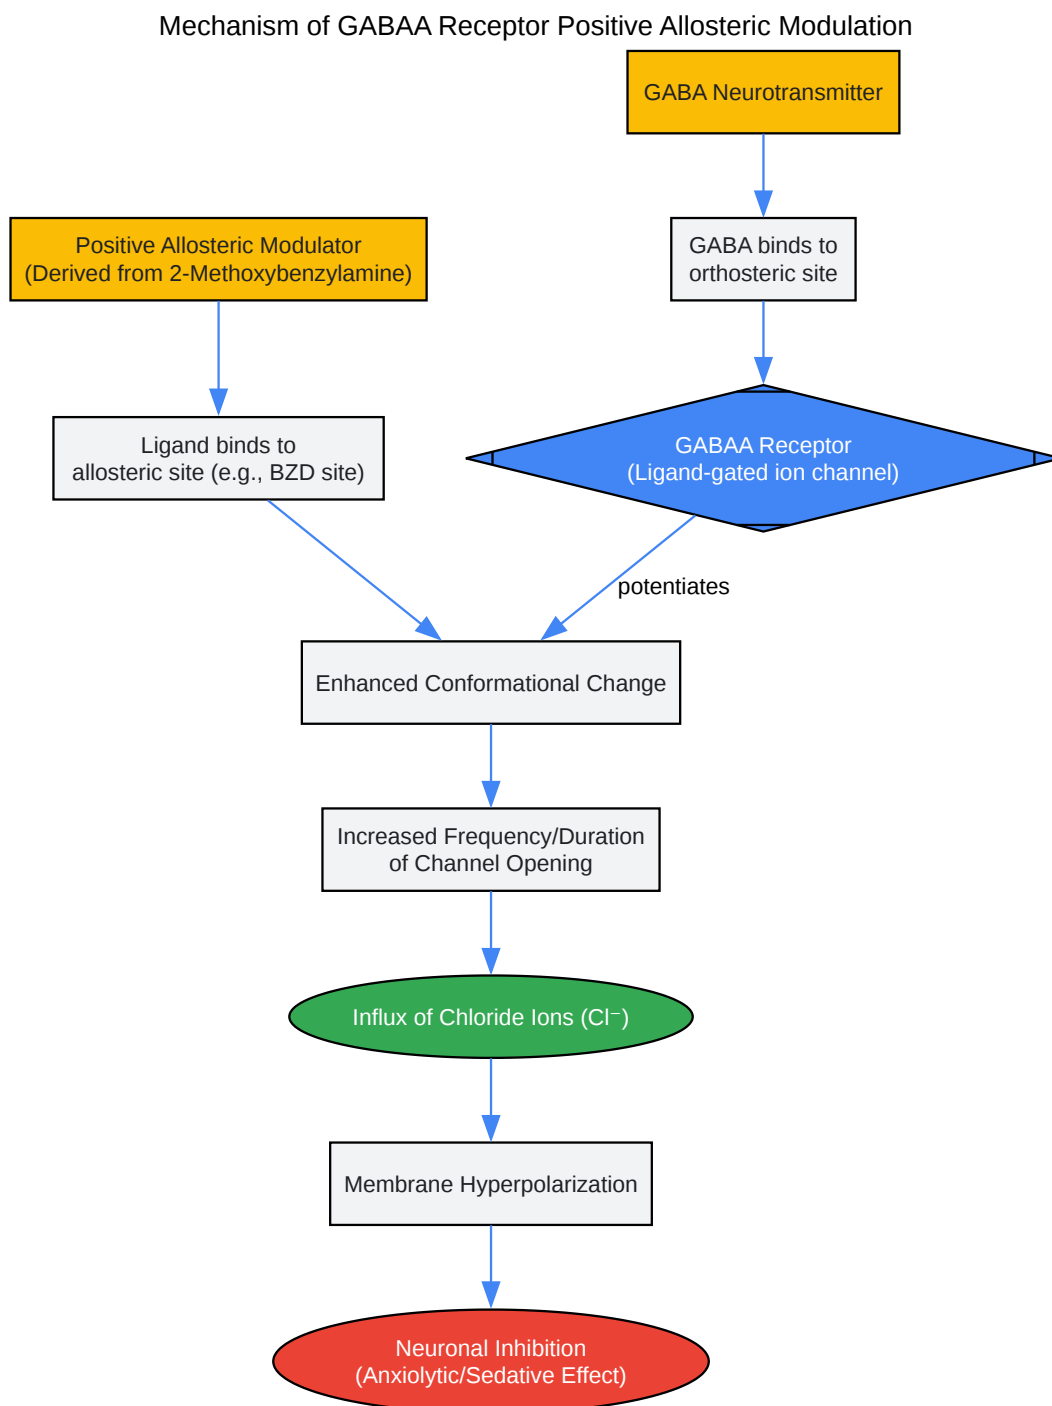 Mechanism of GABAA Receptor Positive Allosteric Modulation
GABA Neurotransmitter
Positive Allosteric Modulator
(Derived from 2-Methoxybenzylamine)
GABA binds to
orthosteric site
Ligand binds to
allosteric site (e.g., BZD site)
GABAA Receptor
(Ligand-gated ion channel)
potentiates
Enhanced Conformational Change
Increased Frequency/Duration
of Channel Opening
Influx of Chloride Ions (Cl⁻)
Membrane Hyperpolarization
Neuronal Inhibition
(Anxiolytic/Sedative Effect)